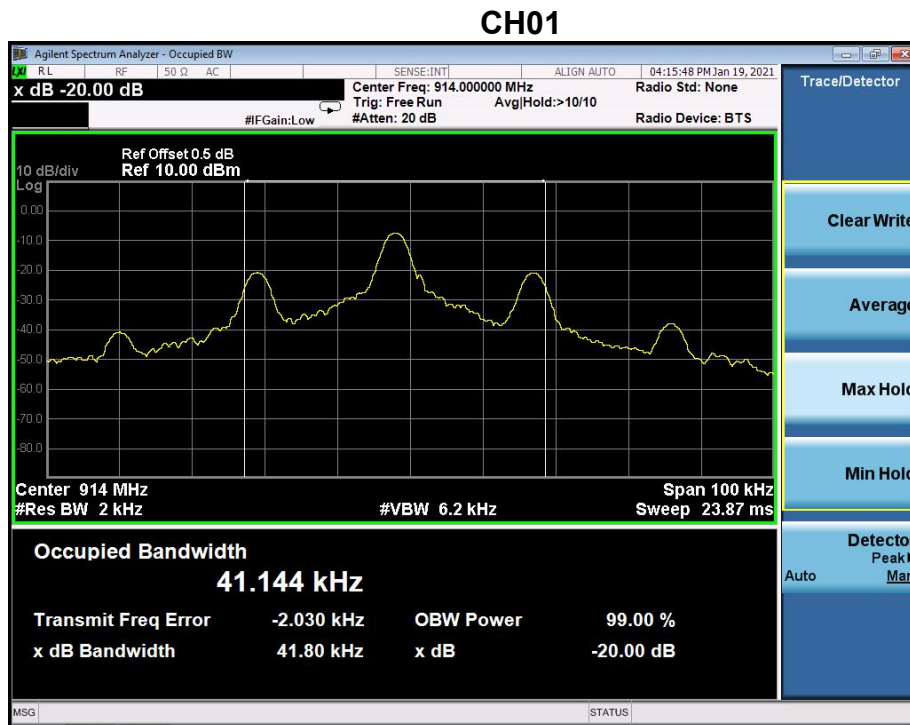 CH01
Agilent Spectrum Analyzer - Occupied BW
LXI RL RF 50 Ω AC SENSE:INT ALIGN AUTO 04:15:48 PM Jan 19, 2021
x dB -20.00 dB
Center Freq: 914.000000 MHz
Radio Std: None
Trace/Detector
Trig: Free Run Avg|Hold:>10/10
#IFGain:Low
#Atten: 20 dB
Radio Device: BTS
Ref Offset 0.5 dB
10 dB/div Ref 10.00 dBm
Log
0.00
-10.0
-20.0
-30.0
-40.0
-50.0
-60.0
-70.0
-80.0
Clear Write
Average
Max Hold
Min Hold
Center 914 MHz Span 100 kHz
#Res BW 2 kHz #VBW 6.2 kHz Sweep 23.87 ms
Detector
Peak
Auto Man
Occupied Bandwidth
41.144 kHz
Transmit Freq Error -2.030 kHz OBW Power 99.00 %
x dB Bandwidth 41.80 kHz x dB -20.00 dB
MSG STATUS